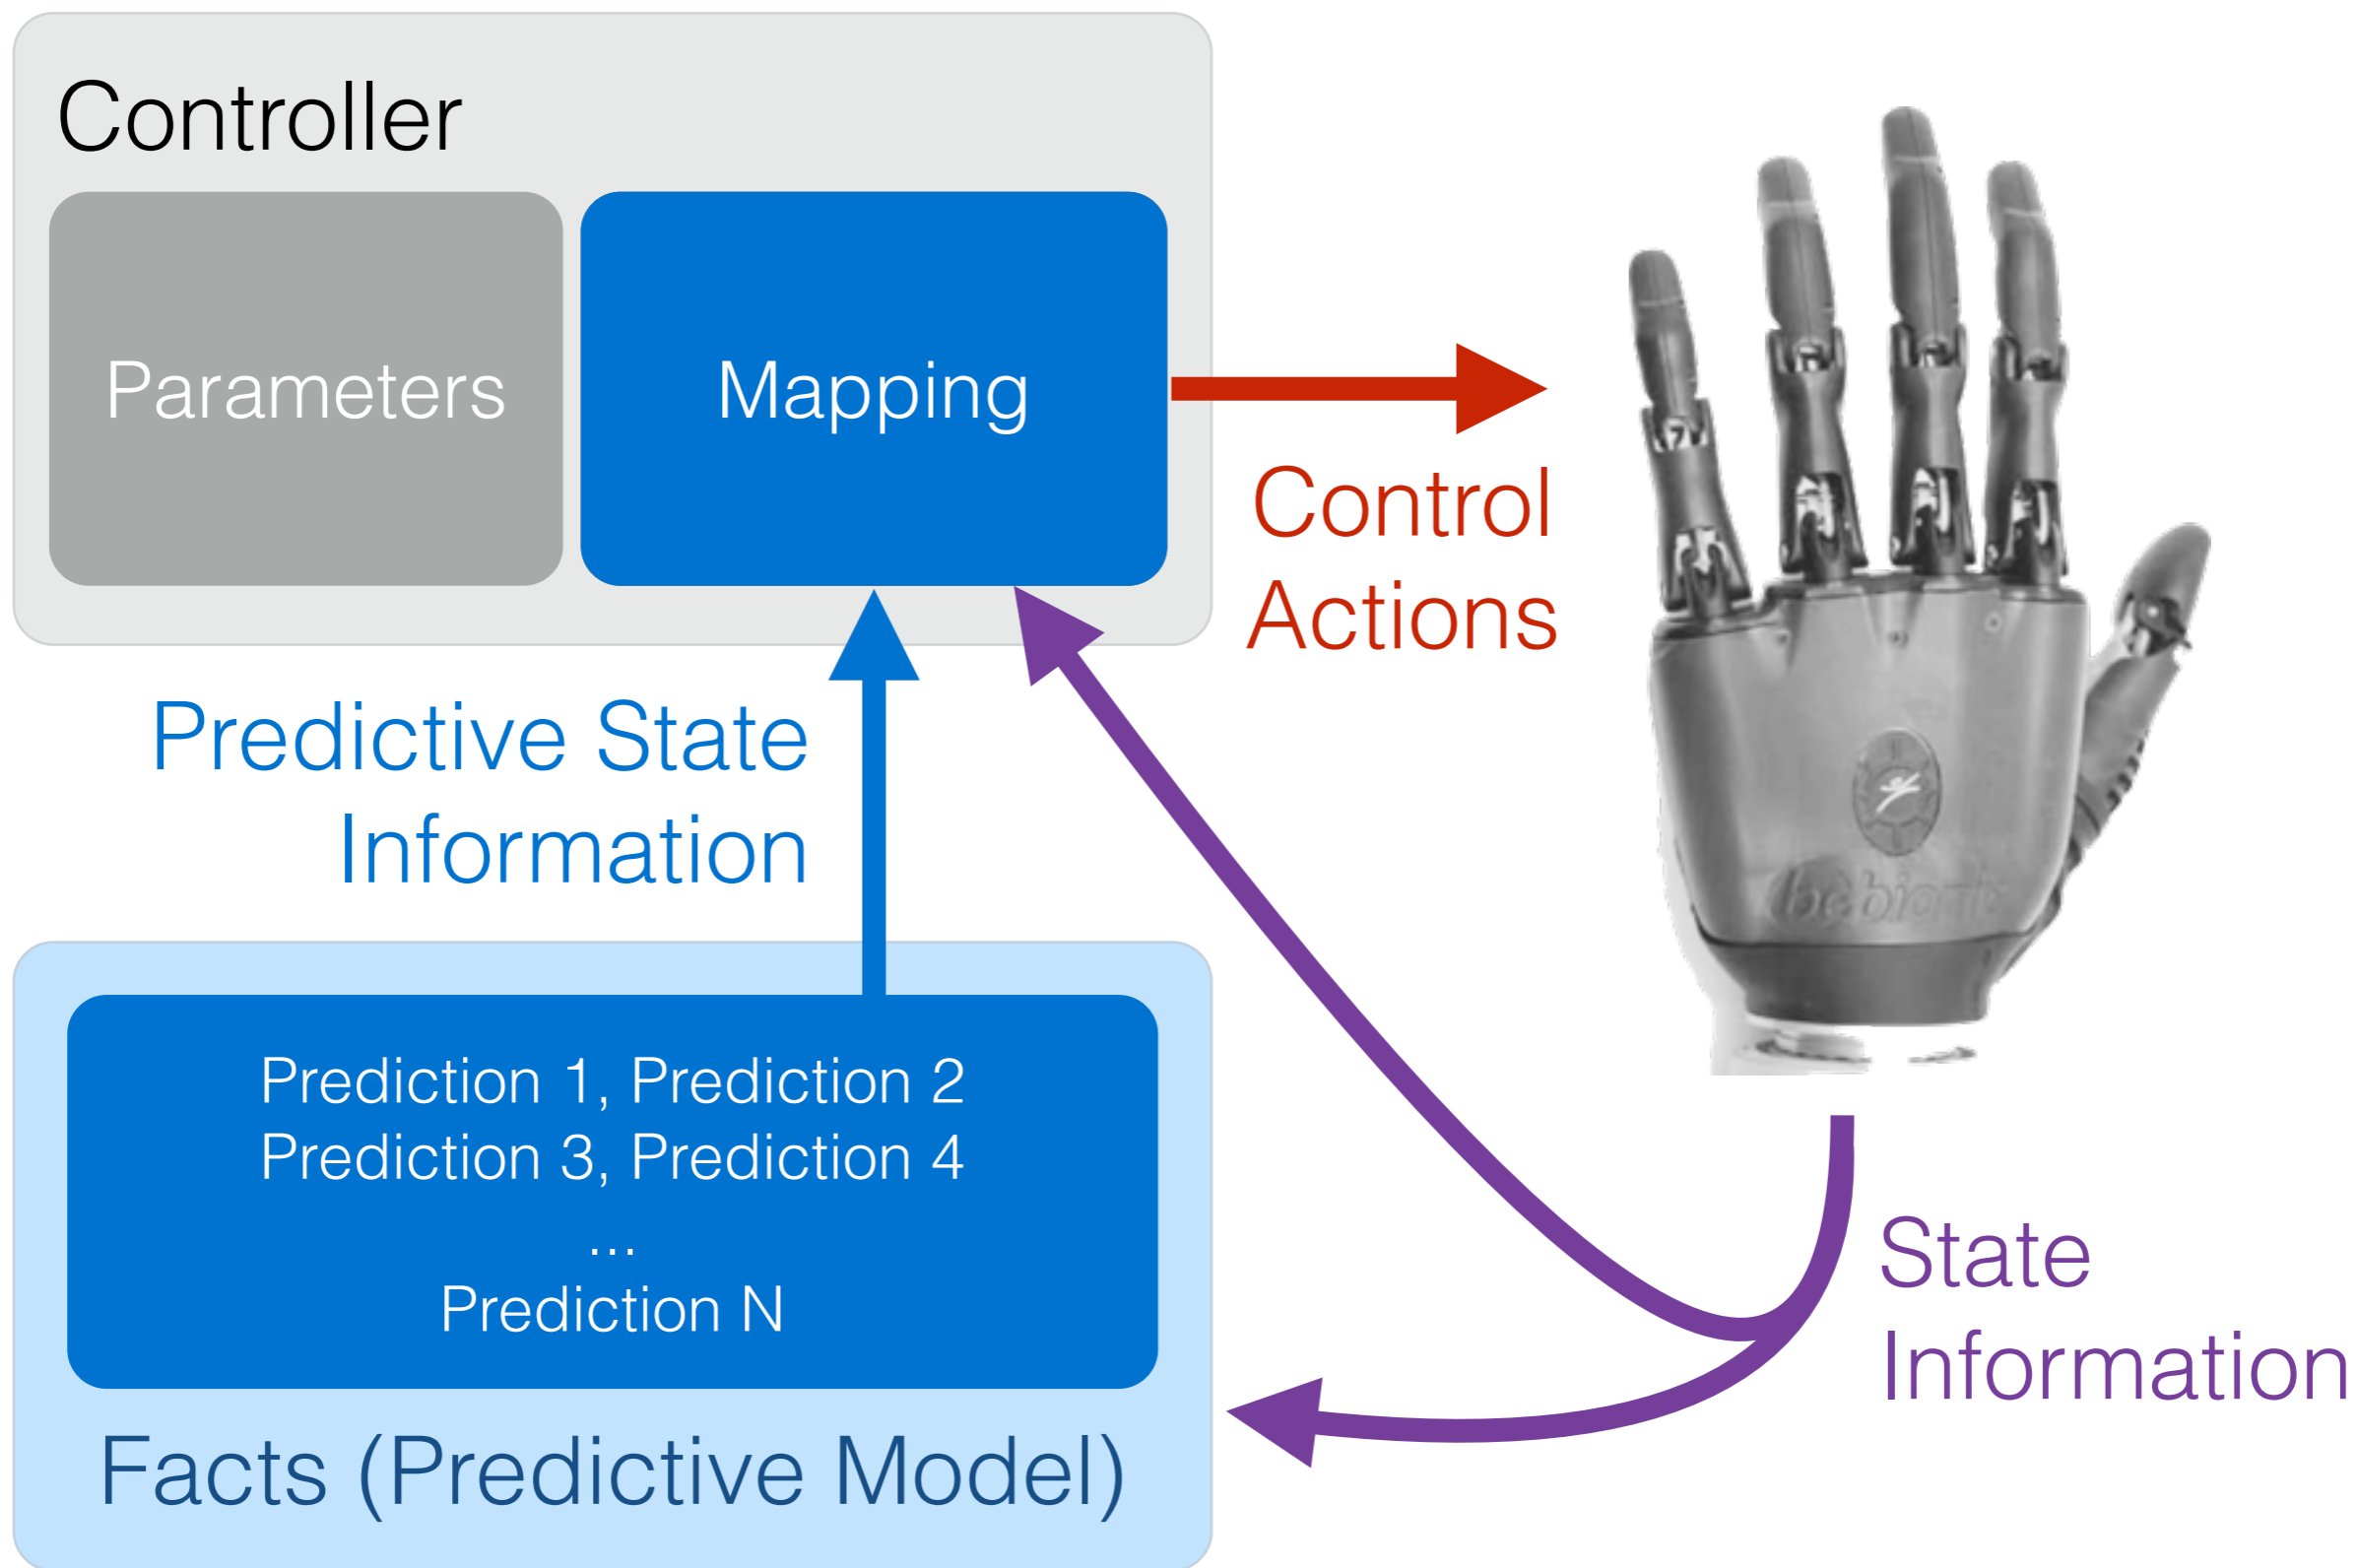 Controller
Parameters
Mapping
Control
Actions
Predictive State
Information
Prediction 1, Prediction 2
Prediction 3, Prediction 4
...
Prediction N
Facts (Predictive Model)
State
Information
bebionic